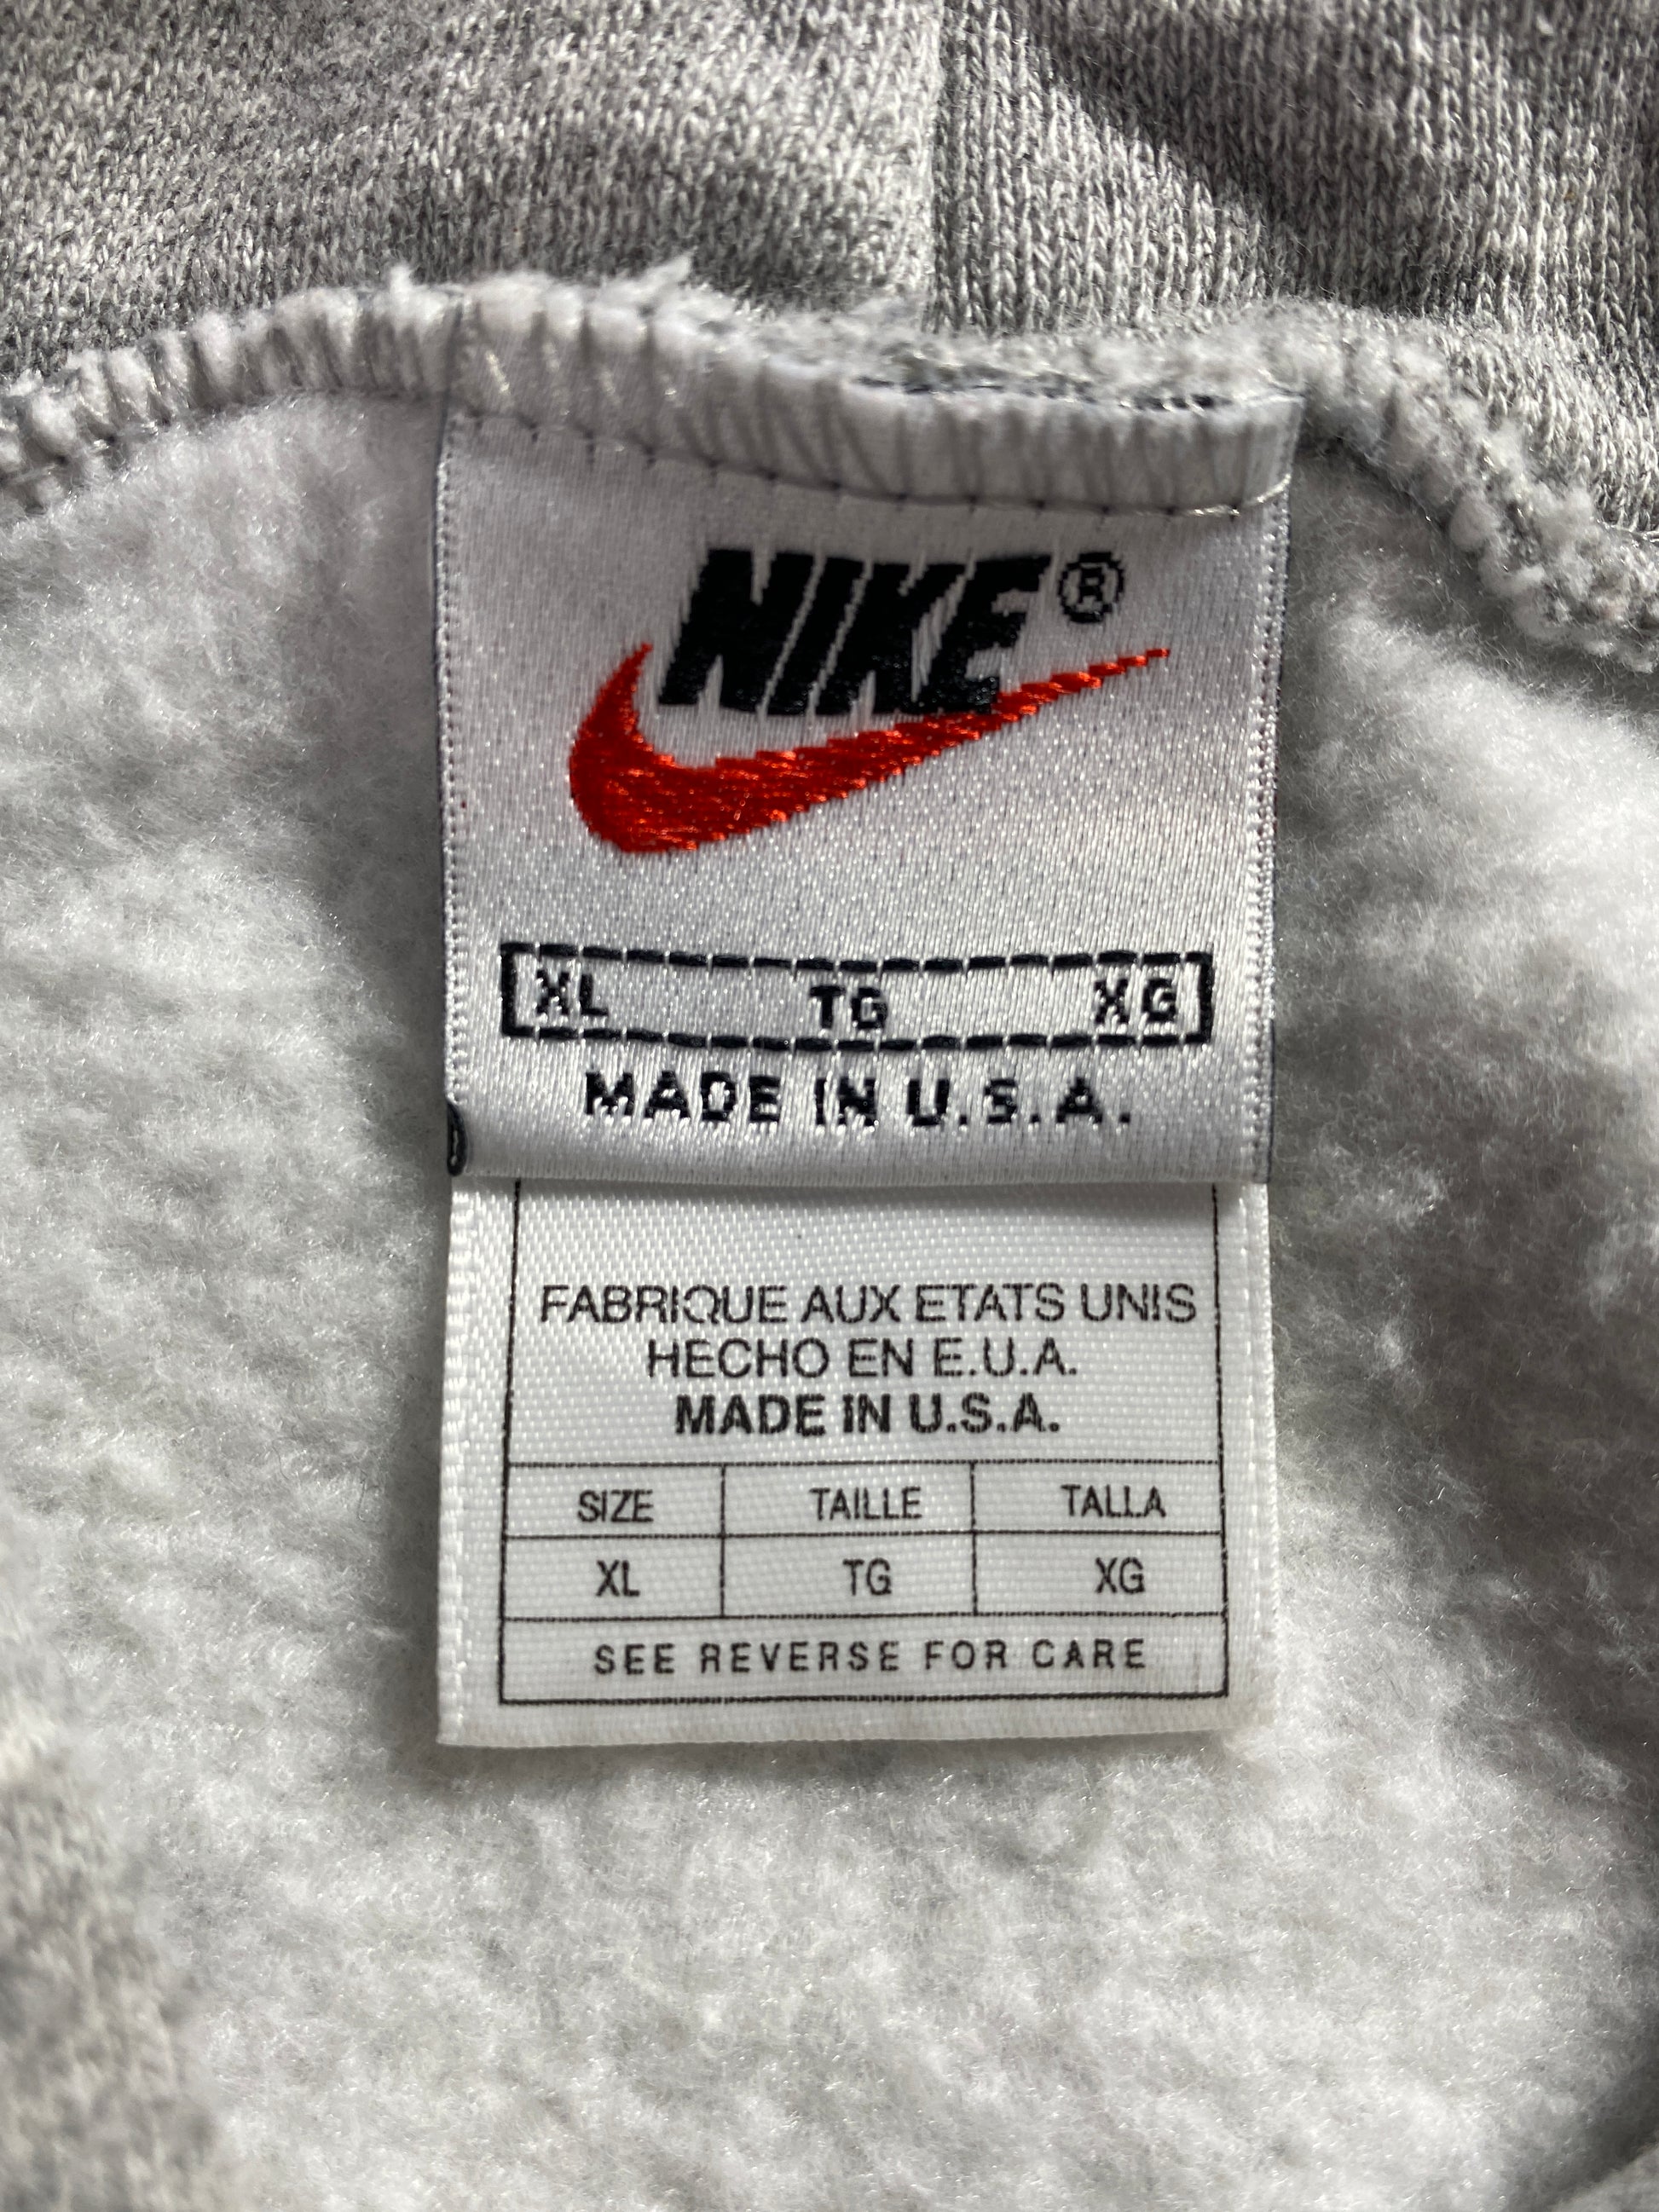 NIKE®
XL TG XG
MADE IN U.S.A.
FABRIQUE AUX ETATS UNIS
HECHO EN E.U.A.
MADE IN U.S.A.
SIZE TAILLE TALLA
XL TG XG
SEE REVERSE FOR CARE